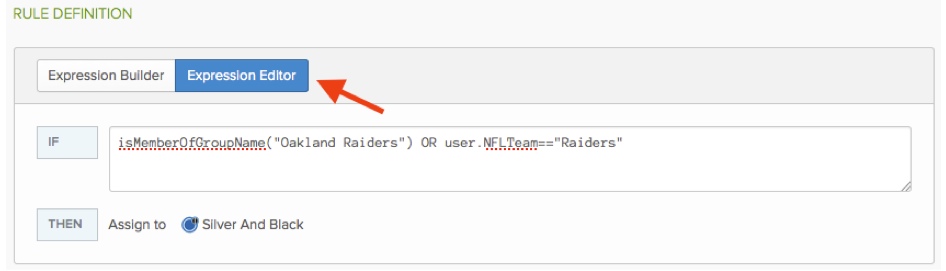 RULE DEFINITION
Expression Builder Expression Editor
IF isMemberOfGroupName("Oakland Raiders") OR user.NFLTeam=="Raiders"
THEN Assign to Silver And Black